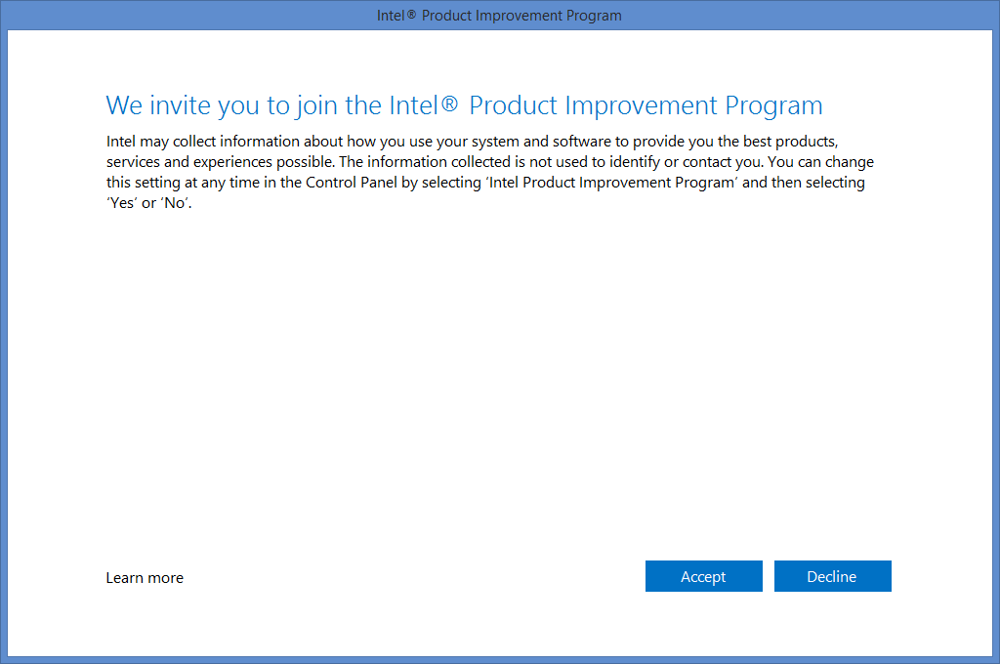 Intel® Product Improvement Program
We invite you to join the Intel® Product Improvement Program
Intel may collect information about how you use your system and software to provide you the best products,
services and experiences possible. The information collected is not used to identify or contact you. You can change
this setting at any time in the Control Panel by selecting ‘Intel Product Improvement Program’ and then selecting
‘Yes’ or ‘No’.
Learn more
Accept
Decline